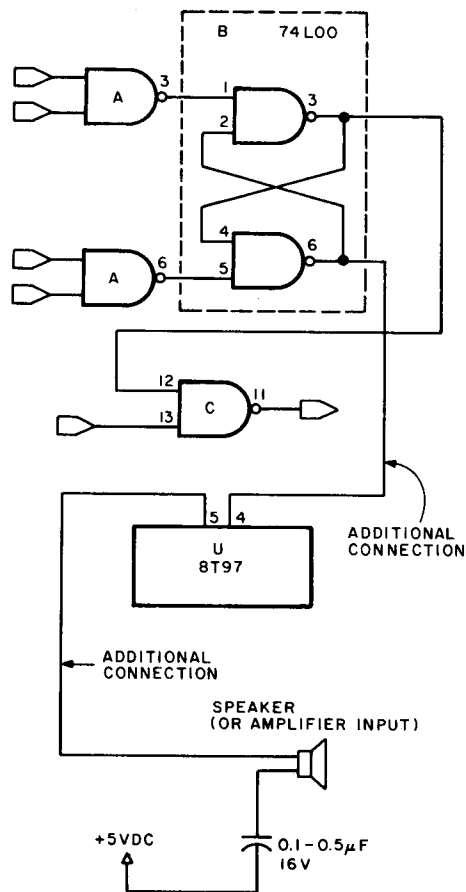 B 74L00
A 3
1
2
3
4
5
6
A 6
12
13
C 11
5 4
U
8T97
ADDITIONAL
CONNECTION
ADDITIONAL
CONNECTION
SPEAKER
(OR AMPLIFIER INPUT)
+5VDC
0.1–0.5μF
16V